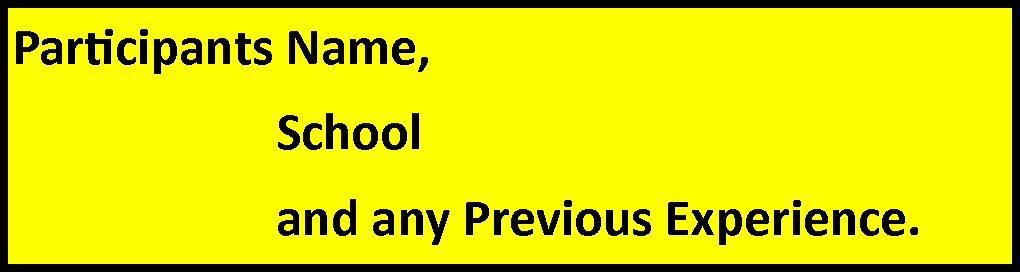 Participants Name,
School
and any Previous Experience.